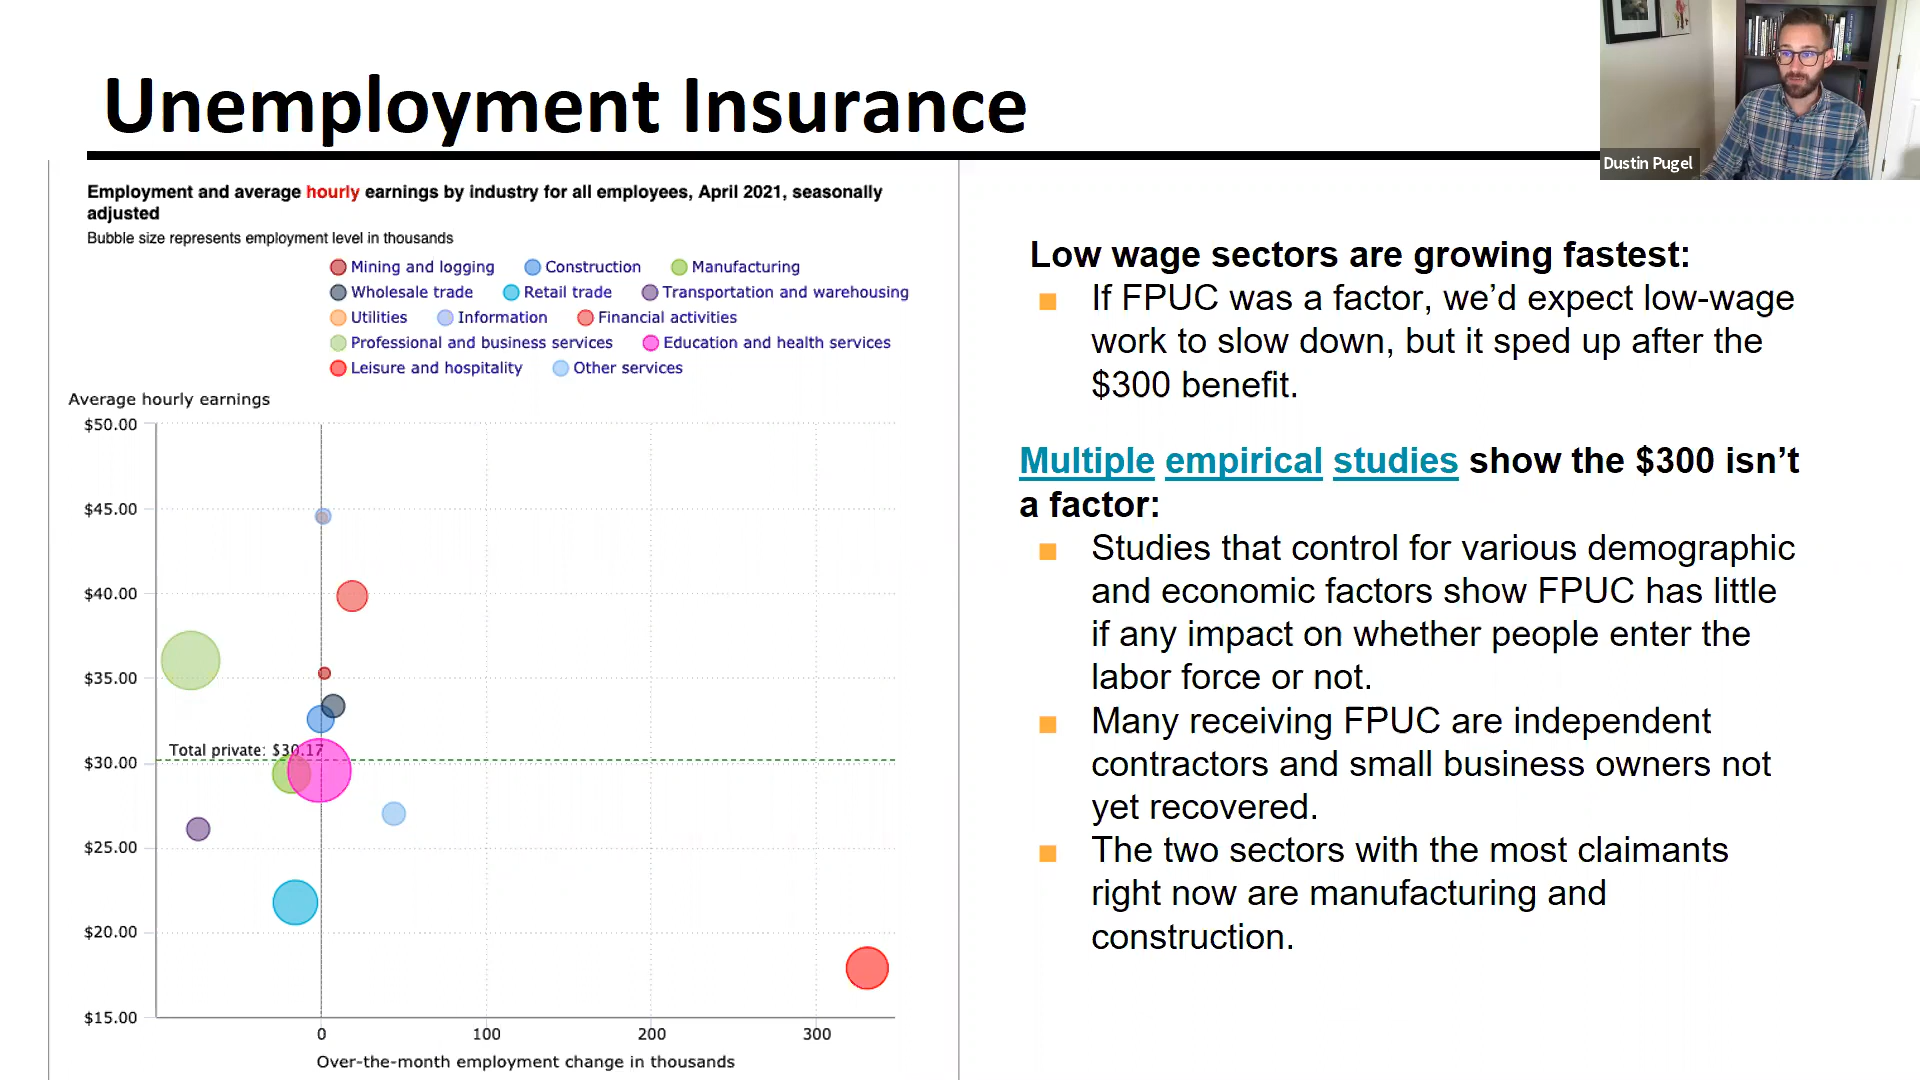 Unemployment Insurance
Dustin Pugel
Employment and average hourly earnings by industry for all employees, April 2021, seasonally
adjusted
Bubble size represents employment level in thousands
Mining and logging Construction Manufacturing
Wholesale trade Retail trade Transportation and warehousing
Utilities Information Financial activities
Professional and business services Education and health services
Leisure and hospitality Other services
Average hourly earnings
$50.00
$45.00
$40.00
$35.00
Total private: $30.17
$30.00
$25.00
$20.00
$15.00
0 100 200 300
Over-the-month employment change in thousands
Low wage sectors are growing fastest:
If FPUC was a factor, we’d expect low-wage
work to slow down, but it sped up after the
$300 benefit.
Multiple empirical studies show the $300 isn’t
a factor:
Studies that control for various demographic
and economic factors show FPUC has little
if any impact on whether people enter the
labor force or not.
Many receiving FPUC are independent
contractors and small business owners not
yet recovered.
The two sectors with the most claimants
right now are manufacturing and
construction.